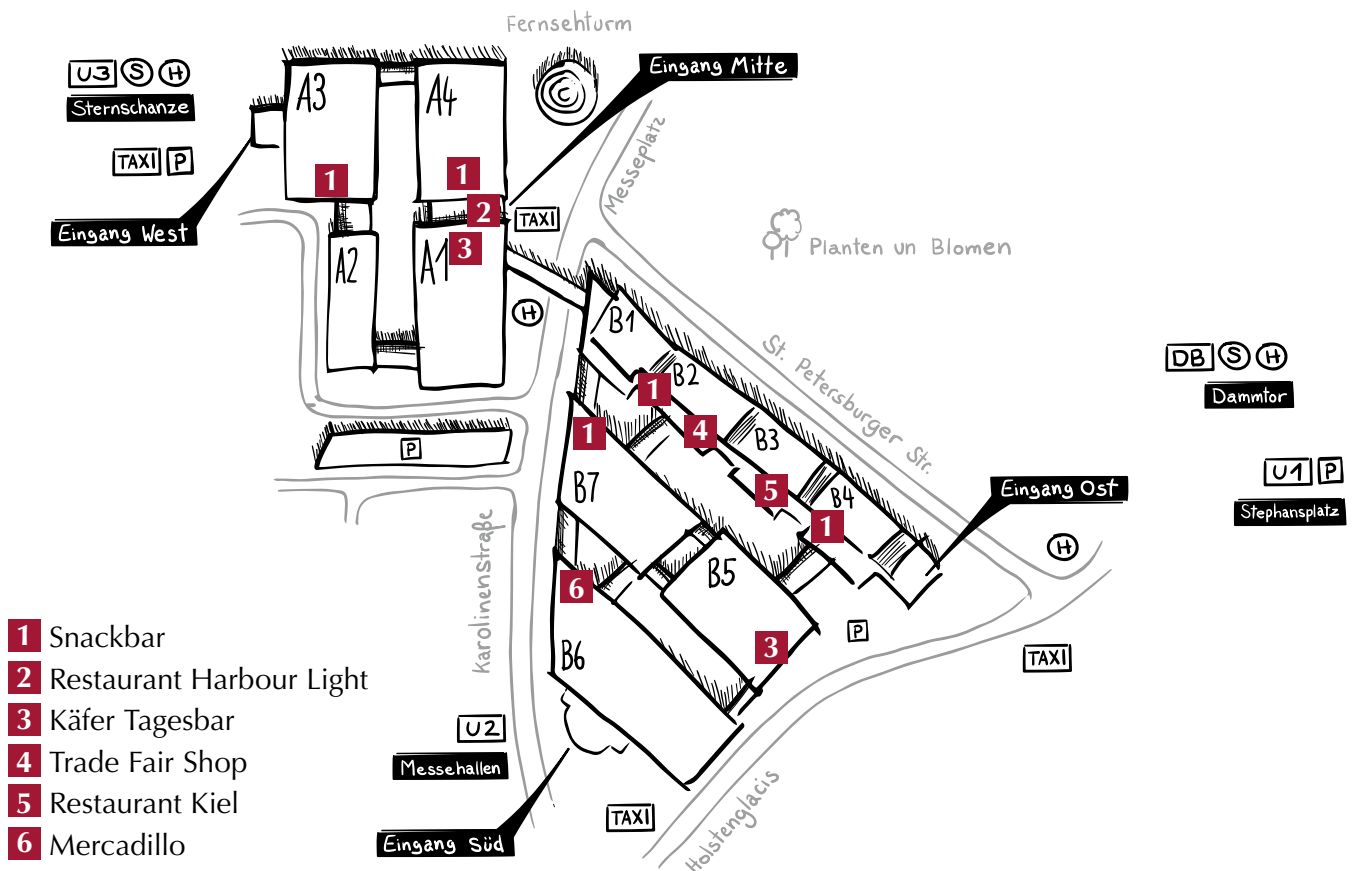 Fernsehturm
Eingang Mitte
U3 S H
Sternschanze
TAXI P
Eingang West
A3
A4
1
1
2
TAXI
A2
A1
3
H
Messeplatz
Planten un Blomen
B1
B2
1
St. Petersburger Str.
DB S H
Dammtor
1
4
B3
P
B7
5
B4
U1 P
Stephansplatz
Eingang Ost
1
H
Karolinenstraße
B5
6
P
B6
3
TAXI
U2
Messehallen
TAXI
Eingang Süd
Holstenglacis
1 Snackbar
2 Restaurant Harbour Light
3 Käfer Tagesbar
4 Trade Fair Shop
5 Restaurant Kiel
6 Mercadillo